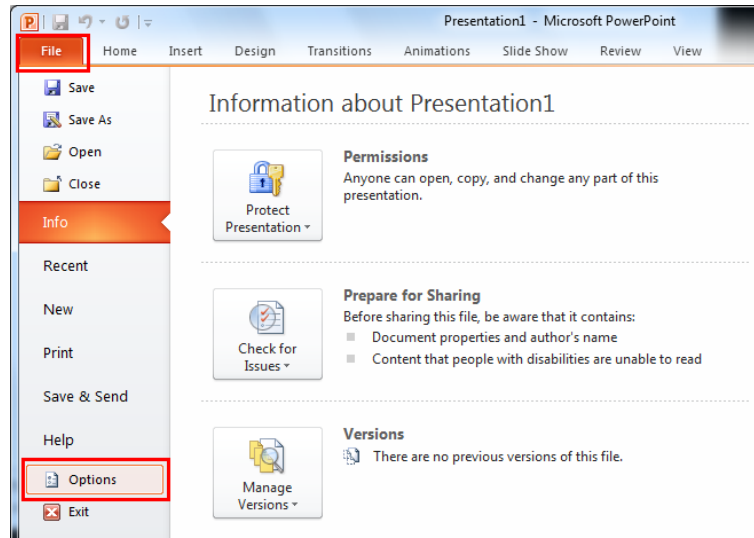 Presentation1 - Microsoft PowerPoint
File Home Insert Design Transitions Animations Slide Show Review View
Save
Save As
Open
Close
Info
Recent
New
Print
Save & Send
Help
Options
Exit
Information about Presentation1
Protect
Presentation
Permissions
Anyone can open, copy, and change any part of this
presentation.
Check for
Issues
Prepare for Sharing
Before sharing this file, be aware that it contains:
Document properties and author's name
Content that people with disabilities are unable to read
Manage
Versions
Versions
There are no previous versions of this file.